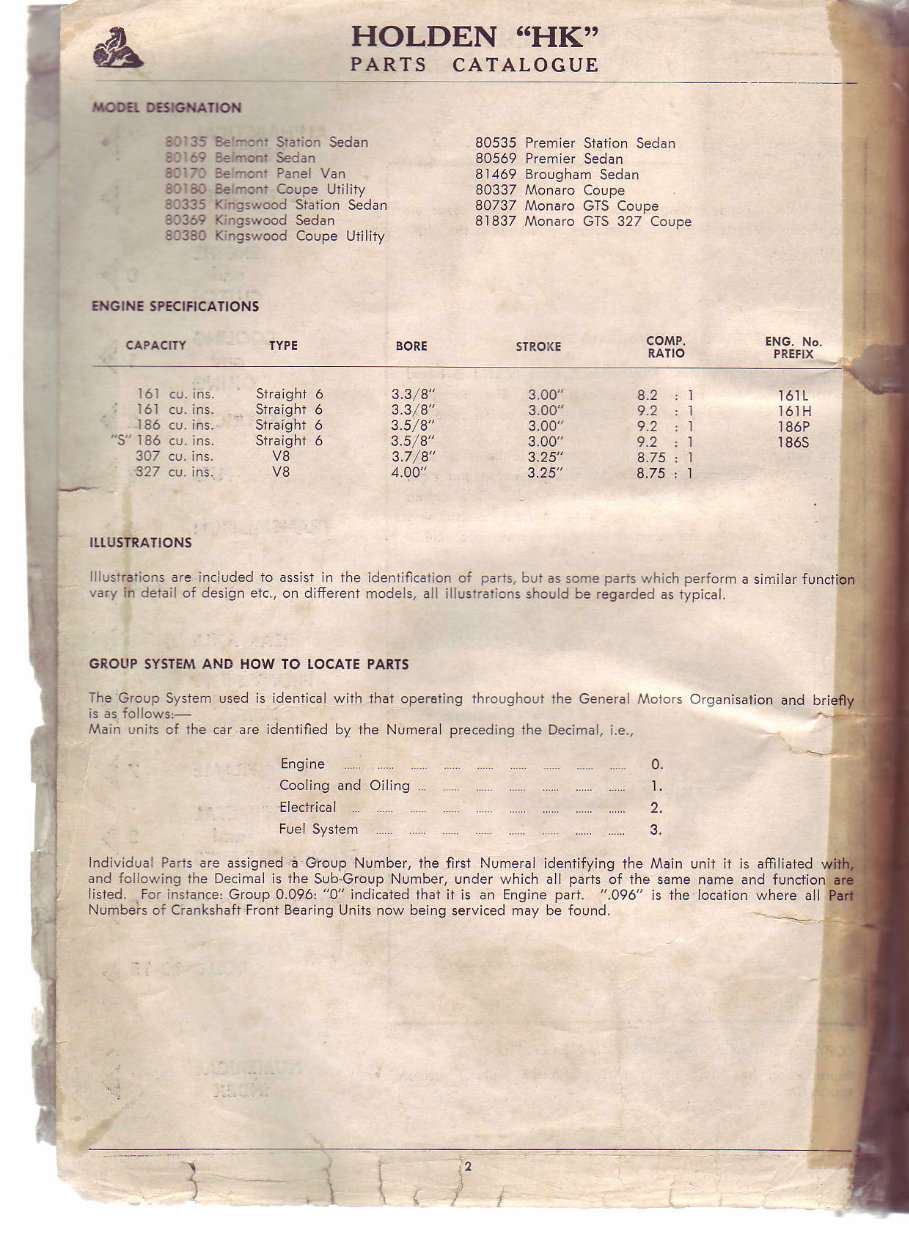 HOLDEN “HK”
PARTS CATALOGUE
MODEL DESIGNATION
80135 Belmont Station Sedan
80169 Belmont Sedan
80170 Belmont Panel Van
80180 Belmont Coupe Utility
80335 Kingswood Station Sedan
80369 Kingswood Sedan
80380 Kingswood Coupe Utility
80535 Premier Station Sedan
80569 Premier Sedan
81469 Brougham Sedan
80337 Monaro Coupe
80737 Monaro GTS Coupe
81837 Monaro GTS 327 Coupe
ENGINE SPECIFICATIONS
CAPACITY TYPE BORE STROKE COMP. RATIO ENG. No. PREFIX
161 cu. ins. Straight 6 3.3/8" 3.00" 8.2 : 1 161L
161 cu. ins. Straight 6 3.3/8" 3.00" 9.2 : 1 161H
186 cu. ins. Straight 6 3.5/8" 3.00" 9.2 : 1 186P
"S" 186 cu. ins. Straight 6 3.5/8" 3.00" 9.2 : 1 186S
307 cu. ins. V8 3.7/8" 3.25" 8.75 : 1
327 cu. ins. V8 4.00" 3.25" 8.75 : 1
ILLUSTRATIONS
Illustrations are included to assist in the identification of parts, but as some parts which perform a similar function
vary in detail of design etc., on different models, all illustrations should be regarded as typical.
GROUP SYSTEM AND HOW TO LOCATE PARTS
The Group System used is identical with that operating throughout the General Motors Organisation and briefly
is as follows:—
Main units of the car are identified by the Numeral preceding the Decimal, i.e.,
Engine ...... ...... ...... ...... ...... ...... ...... ...... ...... 0.
Cooling and Oiling ... ...... ...... ...... ...... ...... ...... 1.
Electrical ... ...... ...... ...... ...... ...... ...... ...... ...... 2.
Fuel System ...... ...... ...... ...... ...... ...... ...... ...... 3.
Individual Parts are assigned a Group Number, the first Numeral identifying the Main unit it is affiliated with,
and following the Decimal is the Sub-Group Number, under which all parts of the same name and function are
listed. For instance: Group 0.096: "0" indicated that it is an Engine part. ".096" is the location where all Part
Numbers of Crankshaft Front Bearing Units now being serviced may be found.
2